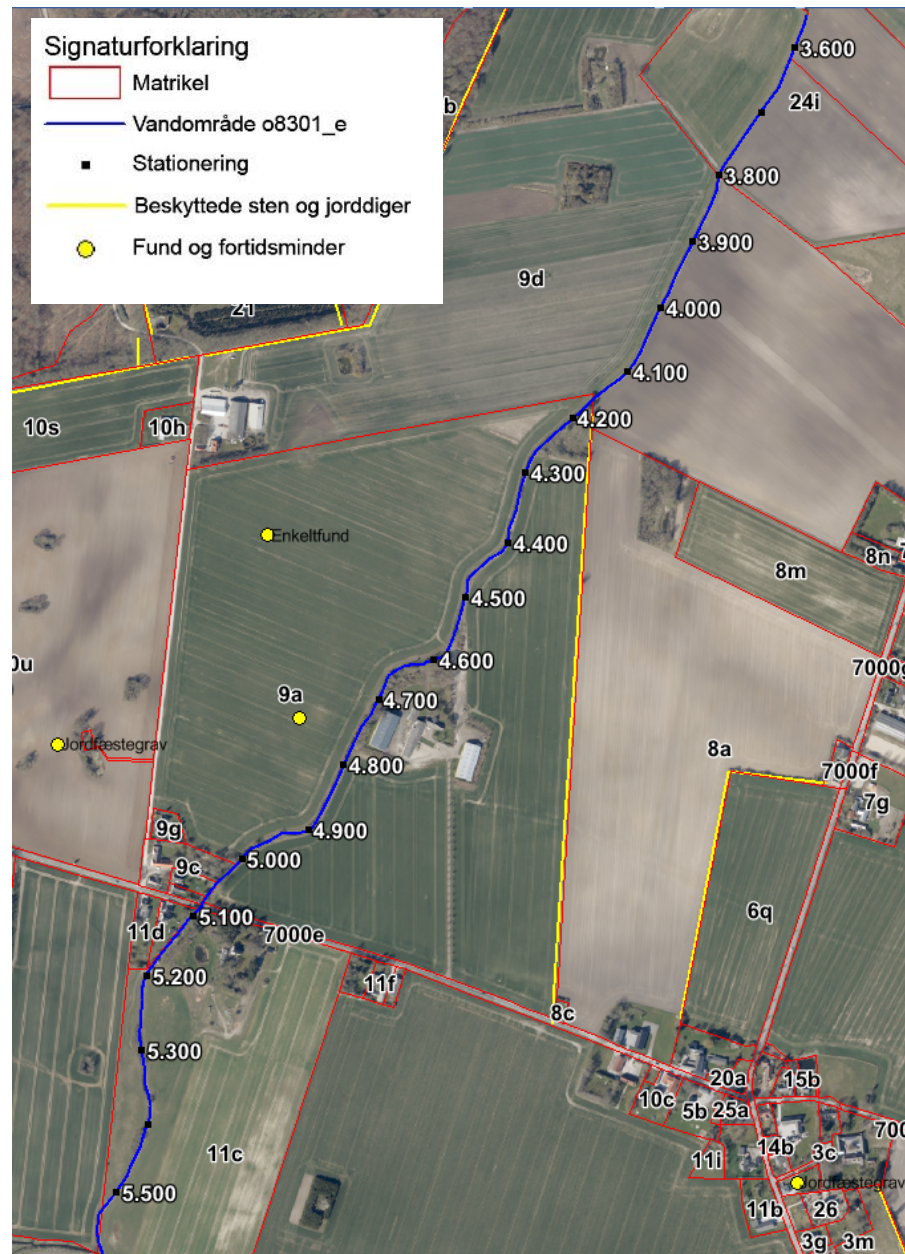 Signaturforklaring
Matrikel
Vandområde o8301_e
Stationering
Beskyttede sten og jorddiger
Fund og fortidsminder
3.600
24i
b
3.800
3.900
9d
4.000
21
4.100
4.200
10s
10h
4.300
Enkeltfund
4.400
8n
8m
4.500
4.600
0u
7000g
9a
4.700
Jordfæstegrav
8a
4.800
7000f
7g
9g
4.900
5.000
9c
6q
5.100
11d
7000e
5.200
11f
8c
5.300
20a
15b
10c
5b
25a
700
11c
11i
14b
3c
5.500
Jordfæstegrav
11b
26
3g
3m